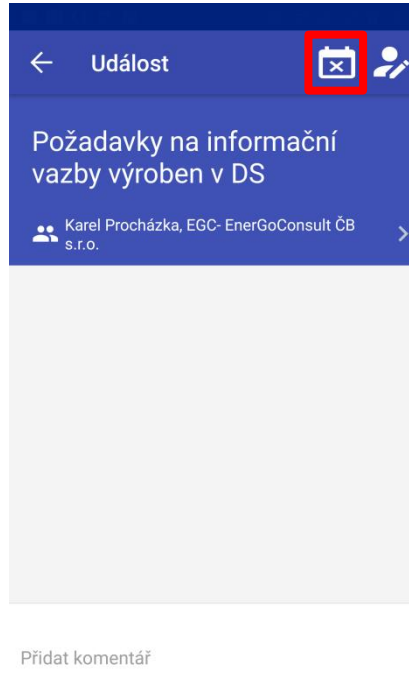 Událost
Požadavky na informační
vazby výroben v DS
Karel Procházka, EGC- EnerGoConsult ČB
s.r.o.
Přidat komentář